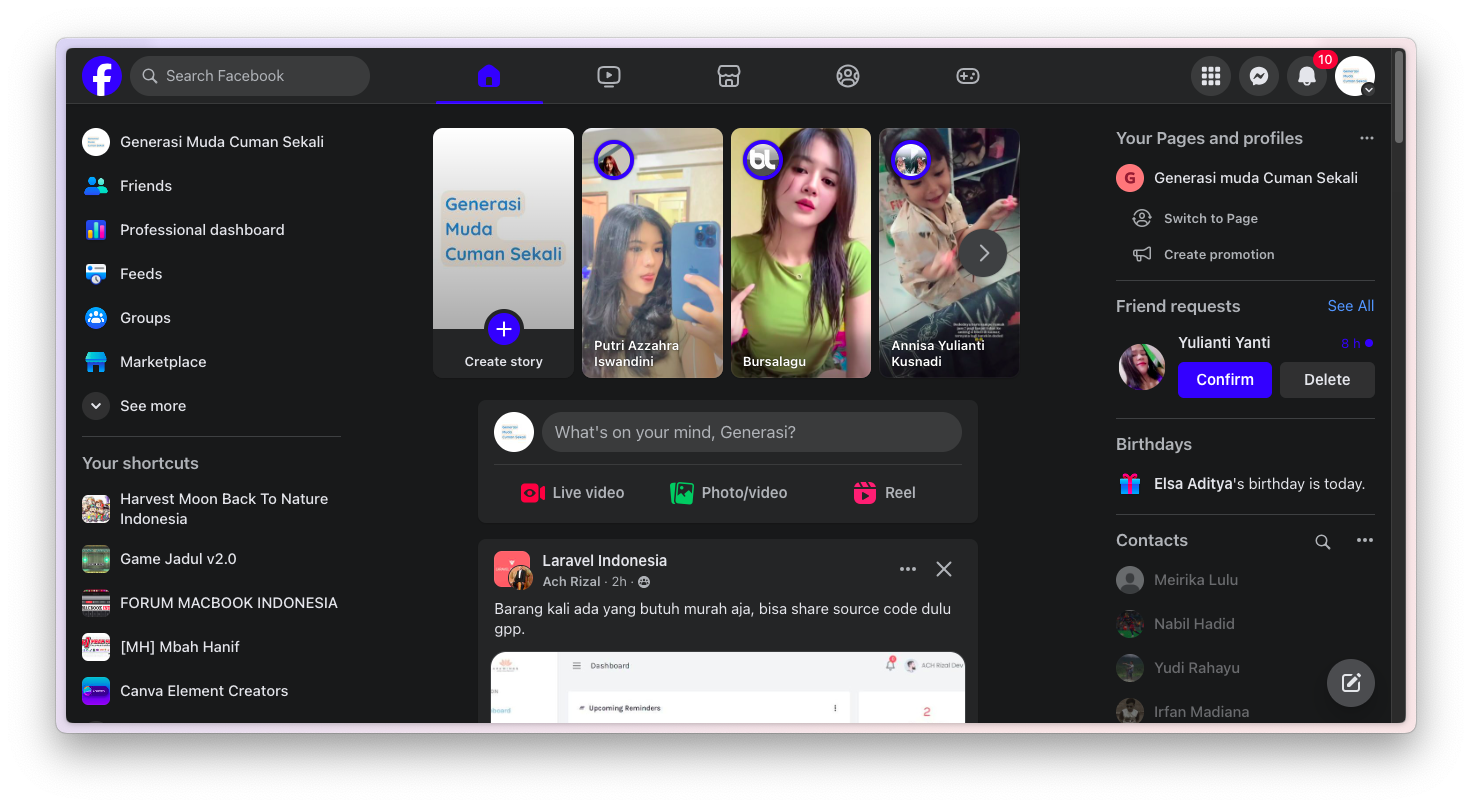 Search Facebook
10
Generasi Muda Cuman Sekali
Friends
Professional dashboard
Feeds
Groups
Marketplace
See more
Your shortcuts
Harvest Moon Back To Nature
Indonesia
Game Jadul v2.0
FORUM MACBOOK INDONESIA
[MH] Mbah Hanif
Canva Element Creators
Generasi
Muda
Cuman Sekali
Create story
Putri Azzahra
Iswandini
bL
Bursalagu
Annisa Yulianti
Kusnadi
What's on your mind, Generasi?
Live video
Photo/video
Reel
Laravel Indonesia
Ach Rizal · 2h ·
Barang kali ada yang butuh murah aja, bisa share source code dulu
gpp.
Dashboard
ACH Rizal Dev
Upcoming Reminders
2
Your Pages and profiles
G
Generasi muda Cuman Sekali
Switch to Page
Create promotion
Friend requests
See All
Yulianti Yanti
8 h
Confirm
Delete
Birthdays
Elsa Aditya's birthday is today.
Contacts
Meirika Lulu
Nabil Hadid
Yudi Rahayu
Irfan Madiana